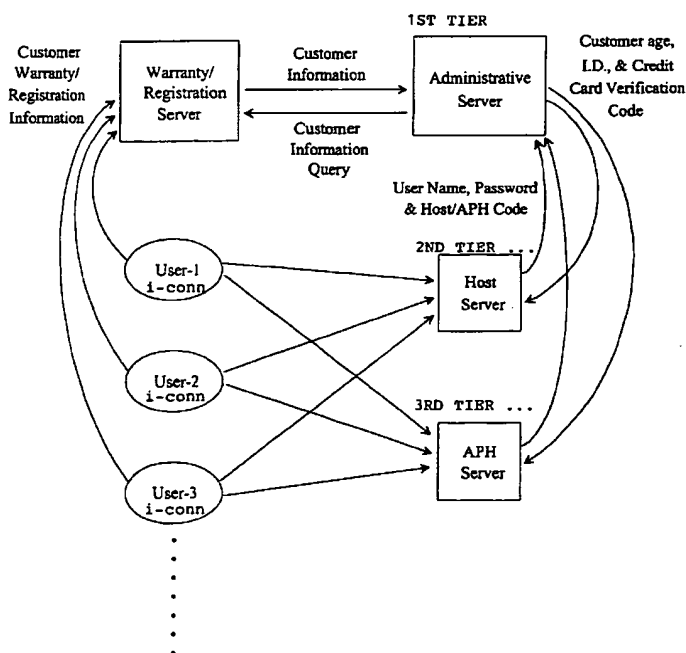 1ST TIER
Customer
Warranty/
Registration
Information
Warranty/
Registration
Server
Customer
Information
Customer
Information
Query
Administrative
Server
Customer age,
I.D., & Credit
Card Verification
Code
User Name, Password
& Host/APH Code
2ND TIER ...
Host
Server
User-1
i-conn
User-2
i-conn
3RD TIER ...
APH
Server
User-3
i-conn